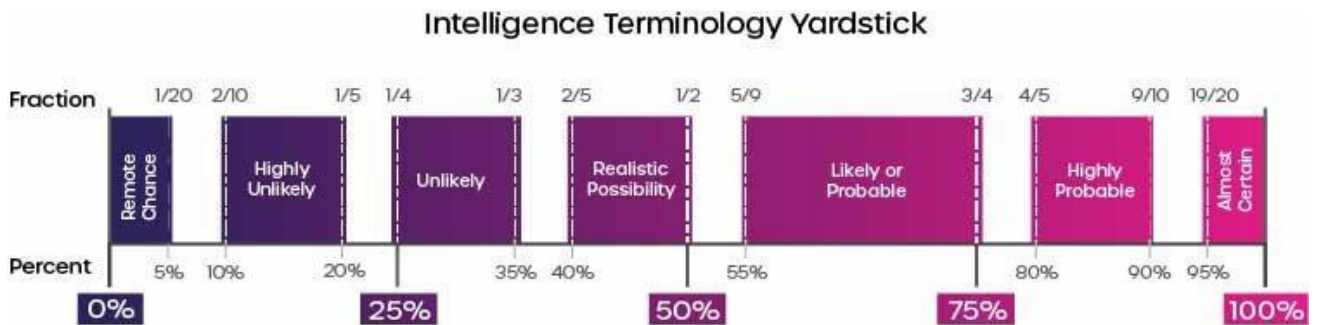 Intelligence Terminology Yardstick
Fraction 1/20 2/10 1/5 1/4 1/3 2/5 1/2 5/9 3/4 4/5 9/10 19/20
Remote
Chance
Highly
Unlikely
Unlikely
Realistic
Possibility
Likely or
Probable
Highly
Probable
Almost
Certain
Percent 5% 10% 20% 35% 40% 55% 80% 90% 95%
0% 25% 50% 75% 100%